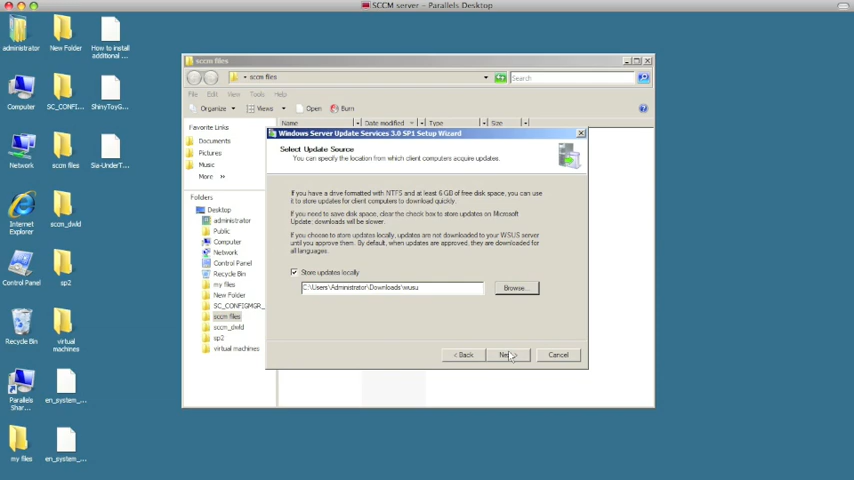 SCCM server – Parallels Desktop
administrator
New Folder
How to install
additional ...
Computer
SC_CONFI...
ShinyToyG...
Network
sccm files
Sia-UnderT...
Internet
Explorer
sccm_dwld
Control Panel
sp2
Recycle Bin
virtual
machines
Parallels
Shar...
en_system_...
my files
en_system_...
sccm files
sccm files
Search
File Edit View Tools Help
Organize Views Open Burn
Favorite Links
Documents
Pictures
Music
More »
Folders
Desktop
administrator
Public
Computer
Network
Control Panel
Recycle Bin
my files
New Folder
SC_CONFIGMGR_
sccm files
sccm_dwld
sp2
virtual machines
Name Date modified Type Size
Windows Server Update Services 3.0 SP1 Setup Wizard
Select Update Source
You can specify the location from which client computers acquire updates.
If you have a drive formatted with NTFS and at least 6 GB of free disk space, you can use
it to store updates for client computers to download quickly.
If you need to save disk space, clear the check box to store updates on Microsoft
Update, downloads will be slower.
If you choose to store updates locally, updates are not downloaded to your WSUS server
until you approve them. By default, when updates are approved, they are downloaded for
all languages.
Store updates locally
C:\Users\Administrator\Downloads\wusu
Browse...
< Back
Cancel